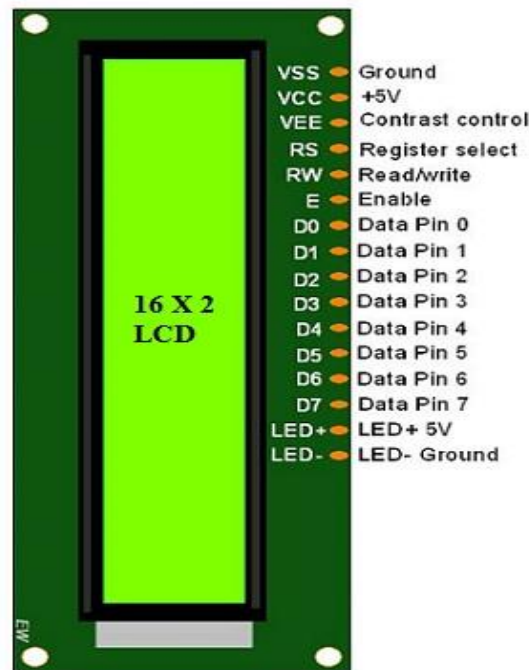 VSS Ground
VCC +5V
VEE Contrast control
RS Register select
RW Read/write
E Enable
D0 Data Pin 0
D1 Data Pin 1
D2 Data Pin 2
D3 Data Pin 3
D4 Data Pin 4
D5 Data Pin 5
D6 Data Pin 6
D7 Data Pin 7
LED+ LED+ 5V
LED- LED- Ground
16 X 2
LCD
EW